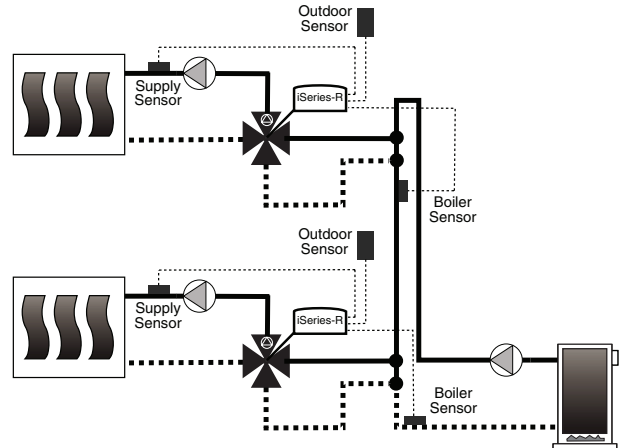 Outdoor
Sensor
iSeries-R
Supply
Sensor
Boiler
Sensor
Outdoor
Sensor
iSeries-R
Supply
Sensor
Boiler
Sensor